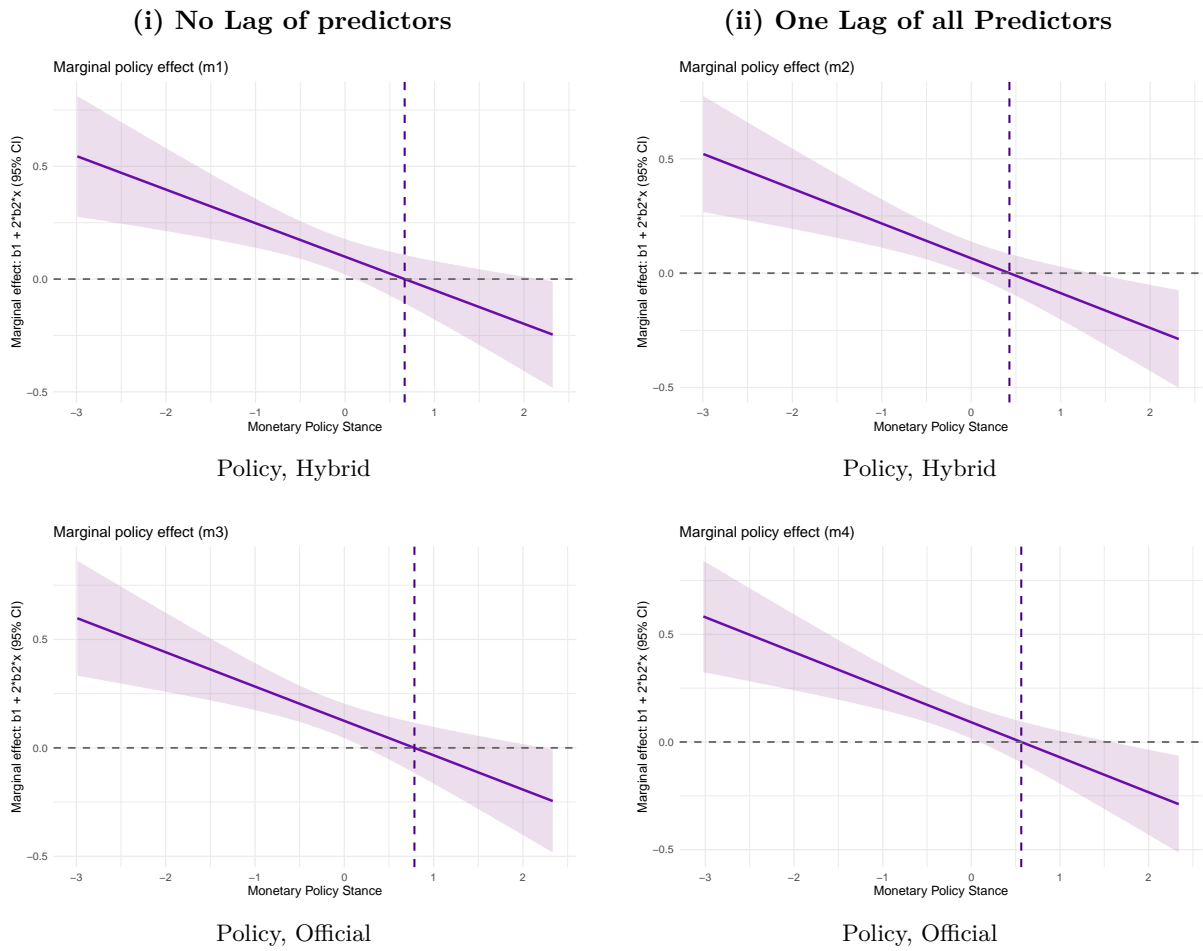 (i) No Lag of predictors
(ii) One Lag of all Predictors
Marginal policy effect (m1)
Marginal effect: b1 + 2*b2*x (95% CI)
0.5
0.0
−0.5
−3 −2 −1 0 1 2
Monetary Policy Stance
Policy, Hybrid
Marginal policy effect (m2)
Marginal effect: b1 + 2*b2*x (95% CI)
0.5
0.0
−0.5
−3 −2 −1 0 1 2
Monetary Policy Stance
Policy, Hybrid
Marginal policy effect (m3)
Marginal effect: b1 + 2*b2*x (95% CI)
0.5
0.0
−0.5
−3 −2 −1 0 1 2
Monetary Policy Stance
Policy, Official
Marginal policy effect (m4)
Marginal effect: b1 + 2*b2*x (95% CI)
0.5
0.0
−0.5
−3 −2 −1 0 1 2
Monetary Policy Stance
Policy, Official